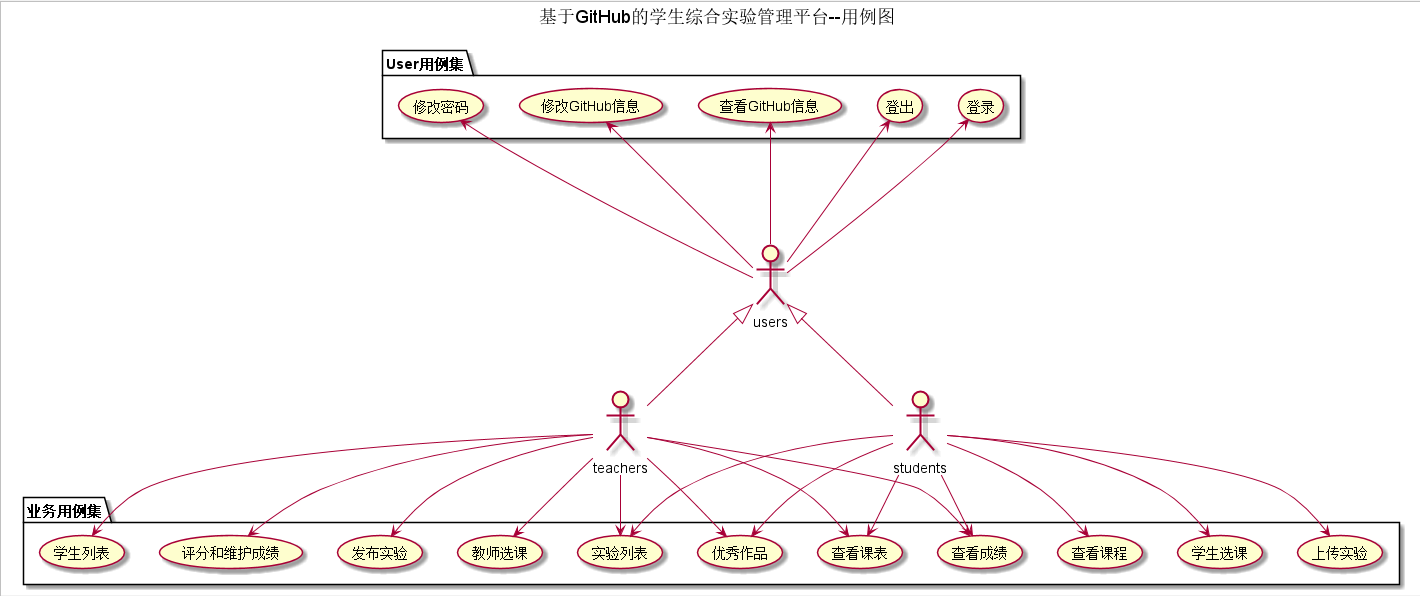 基于GitHub的学生综合实验管理平台--用例图
User用例集
修改密码
修改GitHub信息
查看GitHub信息
登出
登录
users
teachers
students
业务用例集
学生列表
评分和维护成绩
发布实验
教师选课
实验列表
优秀作品
查看课表
查看成绩
查看课程
学生选课
上传实验